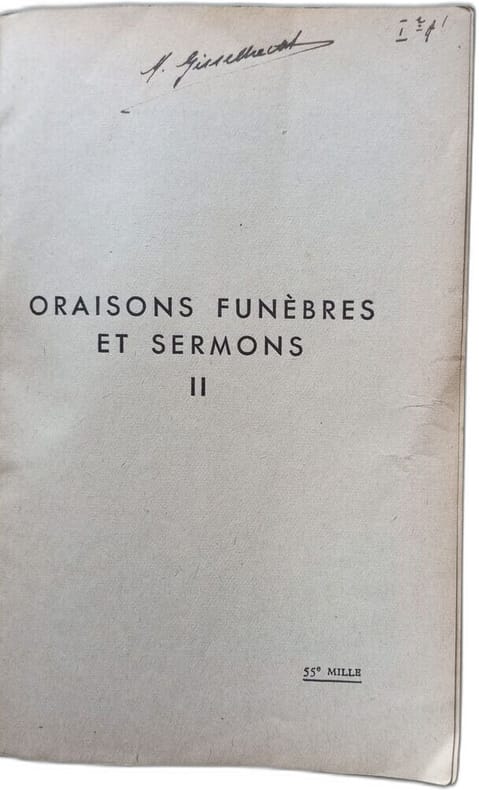 ORAISONS FUNÈBRES
ET SERMONS
II
55e MILLE